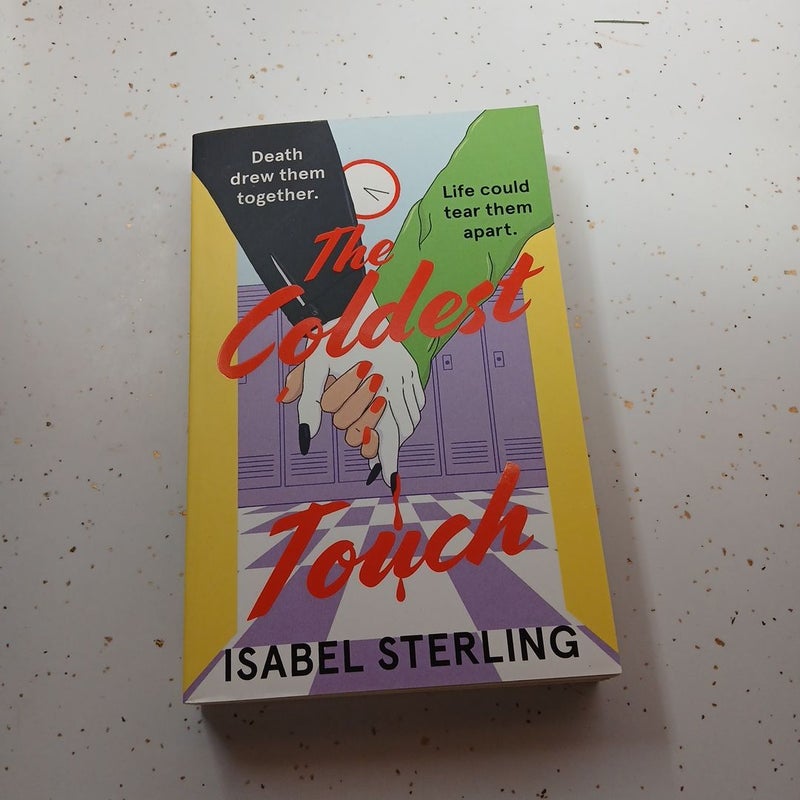 Death
drew them
together.
Life could
tear them
apart.
The
Coldest
Touch
ISABEL STERLING